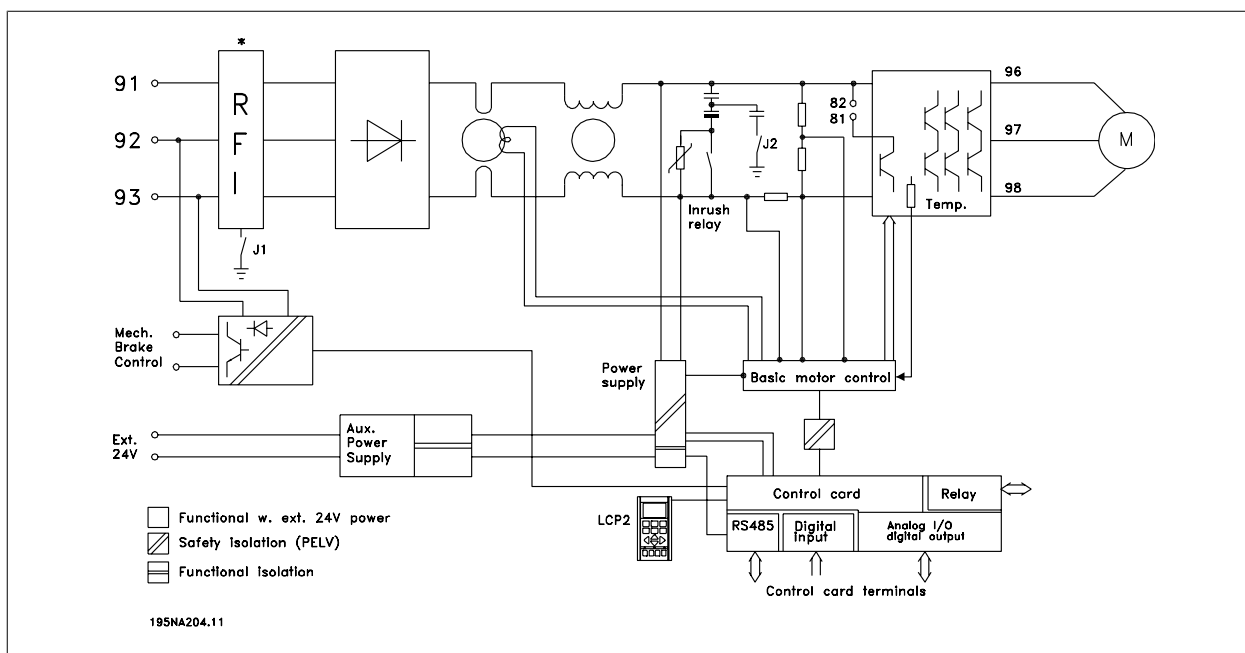 *
91
92
93
R
F
I
J1
82
81
J2
Inrush
relay
Temp.
96
97
98
M
Mech.
Brake
Control
Power
supply
Basic motor control
Ext.
24V
Aux.
Power
Supply
Control card
Relay
LCP2
RS485
Digital
input
Analog I/O
digital output
Control card terminals
Functional w. ext. 24V power
Safety isolation (PELV)
Functional isolation
195NA204.11